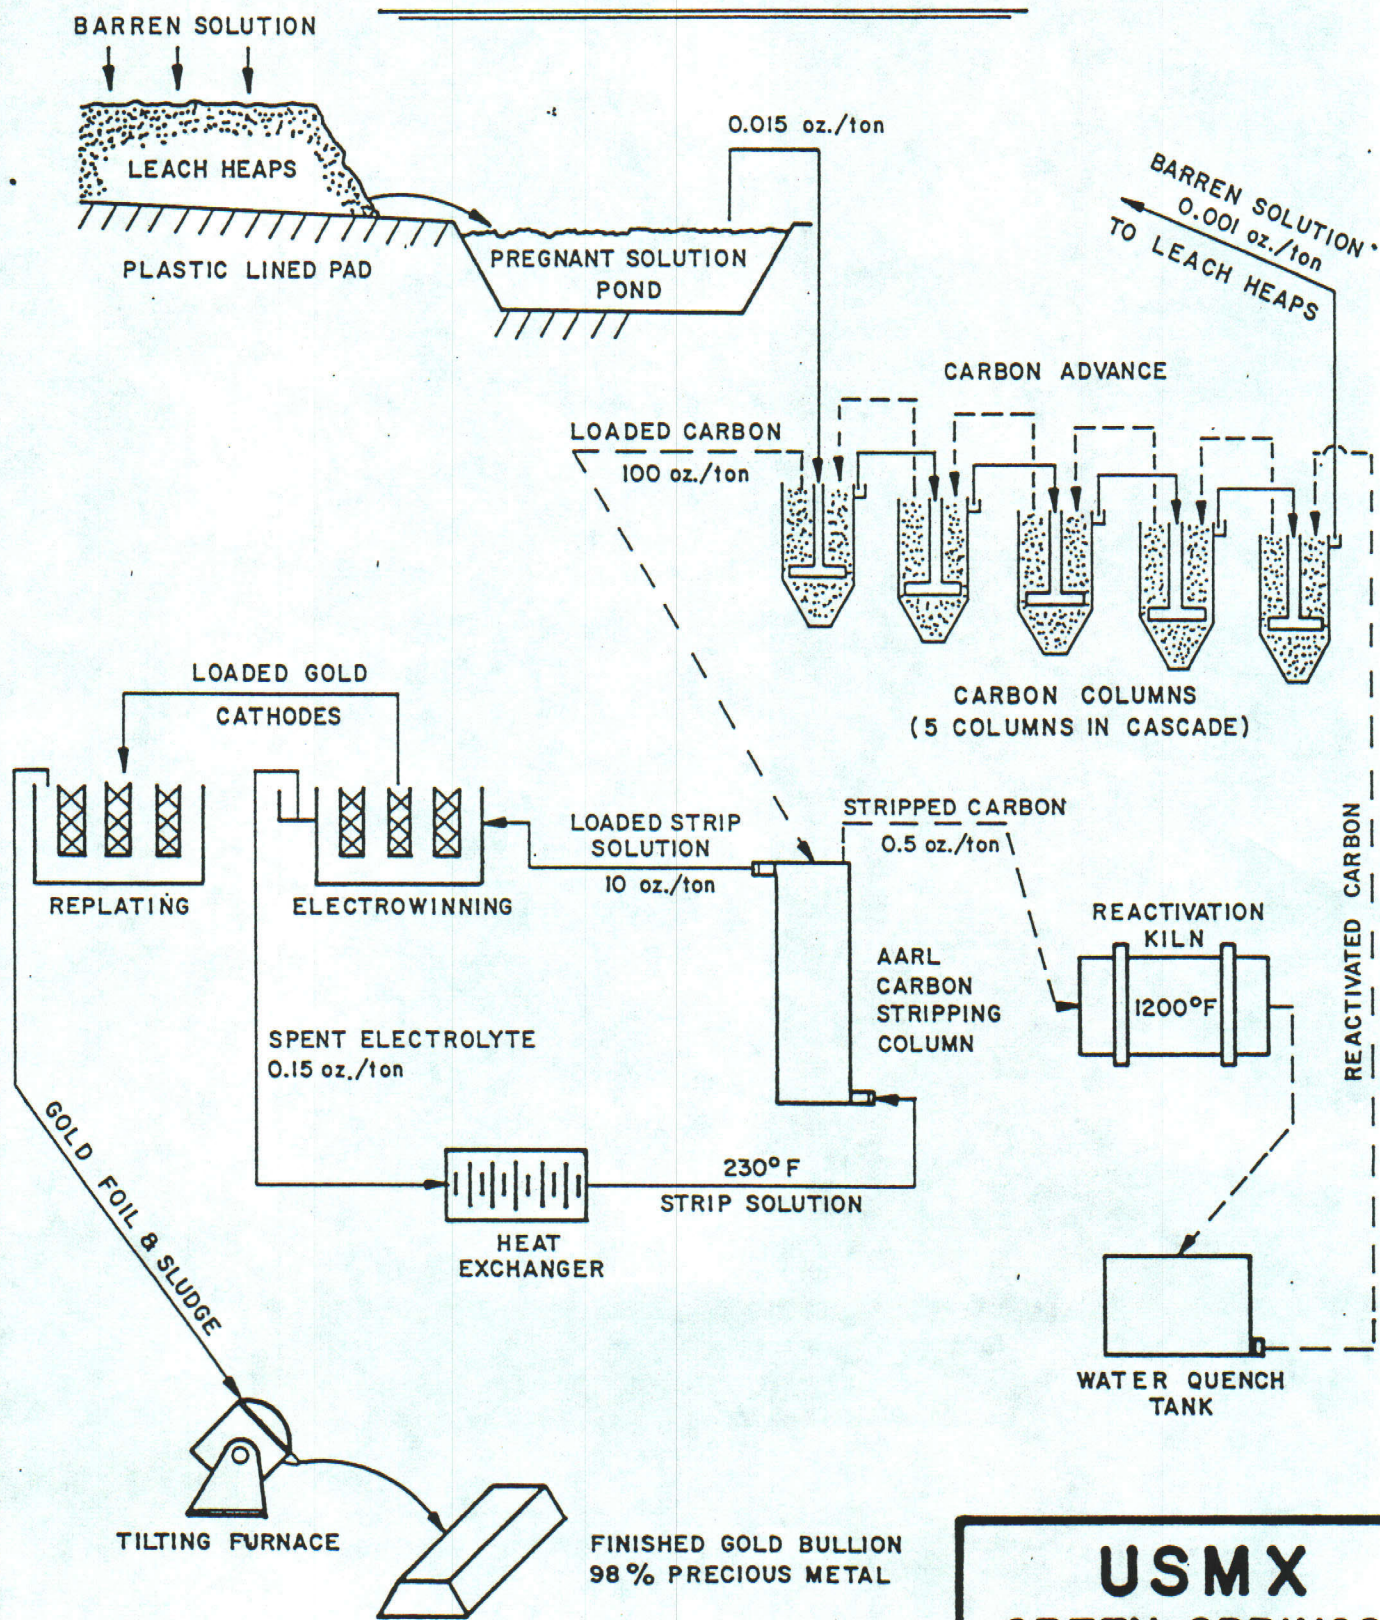 BARREN SOLUTION
LEACH HEAPS
PLASTIC LINED PAD
PREGNANT SOLUTION
POND
0.015 oz./ton
BARREN SOLUTION
0.001 oz./ton
TO LEACH HEAPS
CARBON ADVANCE
LOADED CARBON
100 oz./ton
CARBON COLUMNS
(5 COLUMNS IN CASCADE)
LOADED GOLD
CATHODES
REPLATING
ELECTROWINNING
LOADED STRIP
SOLUTION
10 oz./ton
STRIPPED CARBON
0.5 oz./ton
REACTIVATION
KILN
1200°F
REACTIVATED CARBON
AARL
CARBON
STRIPPING
COLUMN
SPENT ELECTROLYTE
0.15 oz./ton
GOLD FOIL & SLUDGE
230°F
STRIP SOLUTION
HEAT
EXCHANGER
WATER QUENCH
TANK
TILTING FURNACE
FINISHED GOLD BULLION
98% PRECIOUS METAL
USMX